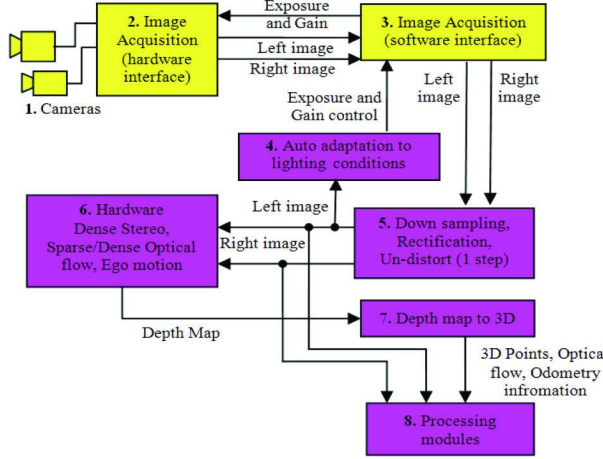 2. Image
Acquisition
(hardware
interface)
Exposure
and Gain
Left image
Right image
3. Image Acquisition
(software interface)
1. Cameras
Exposure and
Gain control
Left
image
Right
image
4. Auto adaptation to
lighting conditions
6. Hardware
Dense Stereo,
Sparse/Dense Optical
flow, Ego motion
Left image
Right image
5. Down sampling,
Rectification,
Un-distort (1 step)
Depth Map
7. Depth map to 3D
3D Points, Optical
flow, Odometry
infromation
8. Processing
modules